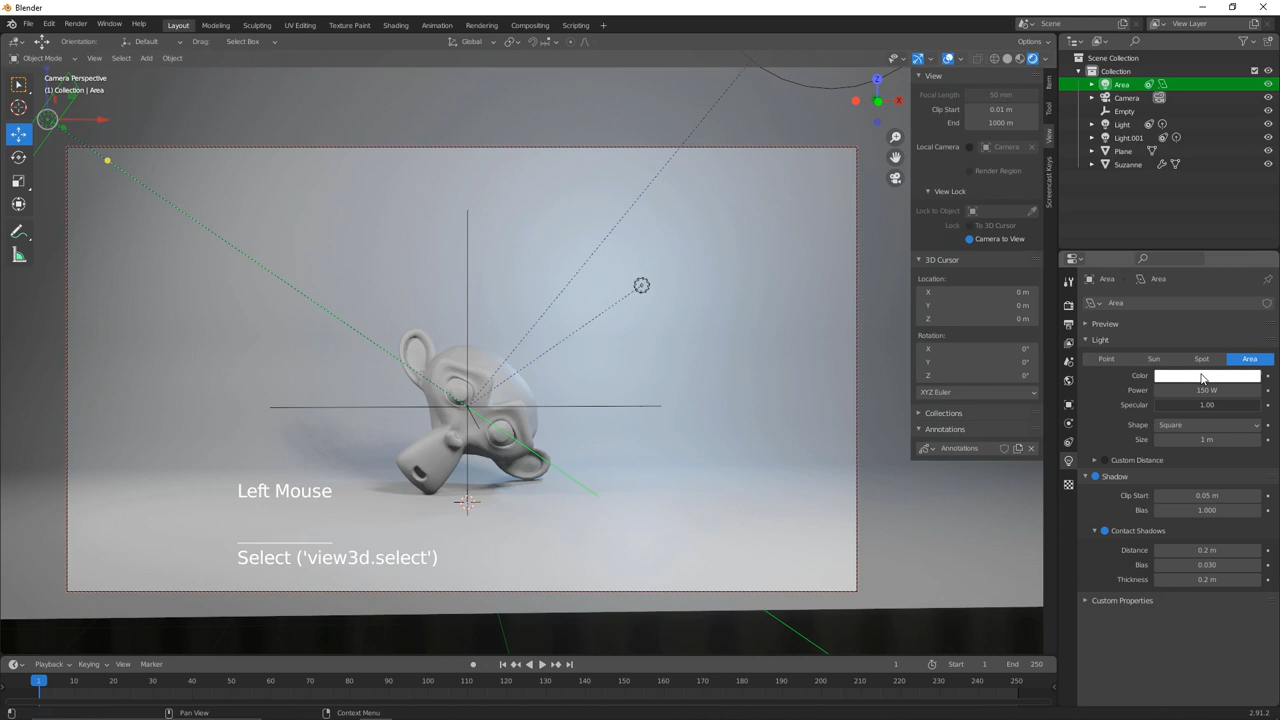 Blender
File Edit Render Window Help Layout Modeling Sculpting UV Editing Texture Paint Shading Animation Rendering Compositing Scripting + Scene View Layer
Orientation: Default Drag: Select Box Global Options
Object Mode View Select Add Object
Camera Perspective
(1) Collection | Area
Z
X
View
Focal Length 50 mm
Clip Start 0.01 m
End 1000 m
Local Camera Camera
Render Region
View Lock
Lock to Object
Lock To 3D Cursor
Camera to View
3D Cursor
Location:
X 0 m
Y 0 m
Z 0 m
Rotation:
X 0°
Y 0°
Z 0°
XYZ Euler
Collections
Annotations
Annotations
Item
Tool
View
Screencast Keys
Scene Collection
Collection
Area
Camera
Empty
Light
Light.001
Plane
Suzanne
Area Area
Area
Preview
Light
Point Sun Spot Area
Color
Power 150 W
Specular 1.00
Shape Square
Size 1 m
Custom Distance
Shadow
Clip Start 0.05 m
Bias 1.000
Contact Shadows
Distance 0.2 m
Bias 0.030
Thickness 0.2 m
Custom Properties
Left Mouse
Select ('view3d.select')
Playback Keying View Marker 1 Start 1 End 250
1 10 20 30 40 50 60 70 80 90 100 110 120 130 140 150 160 170 180 190 200 210 220 230 240 250
Pan View Context Menu 2.91.2